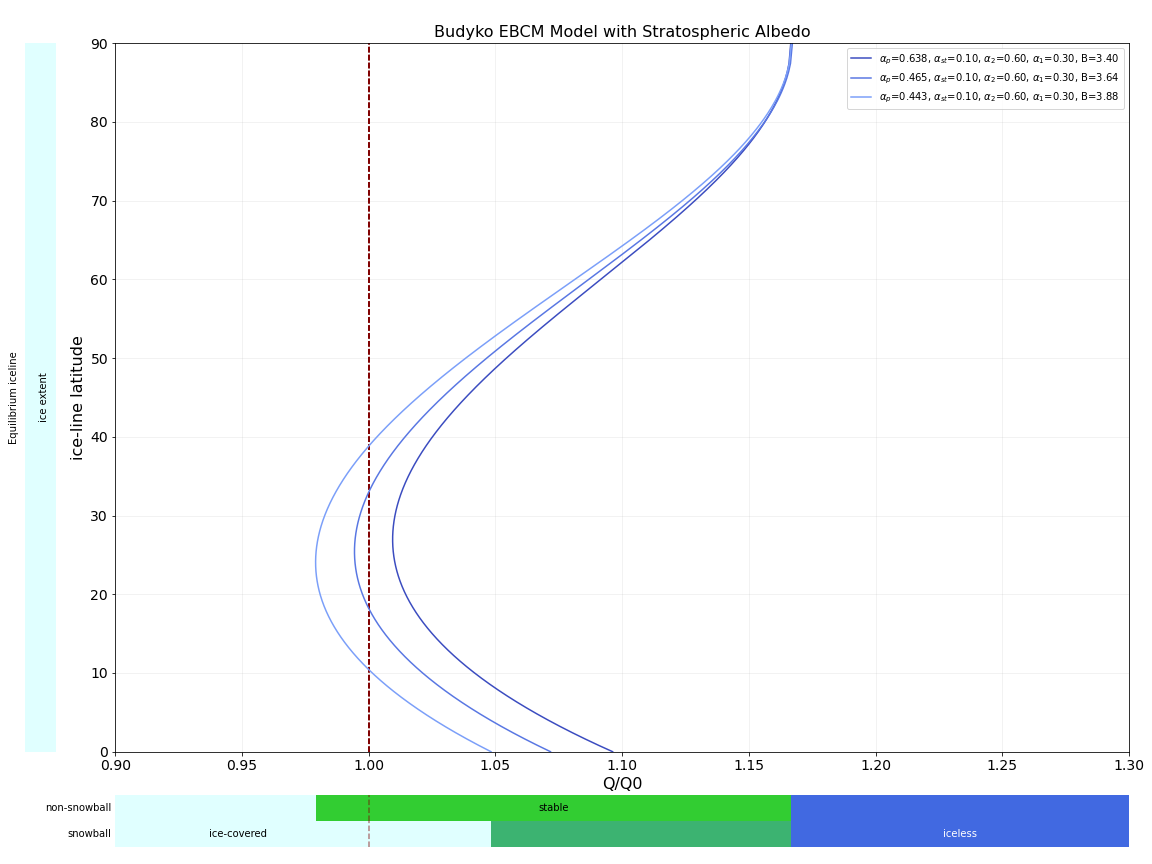 Budyko EBCM Model with Stratospheric Albedo
αp=0.638, αst=0.10, α2=0.60, α1=0.30, B=3.40
αp=0.465, αst=0.10, α2=0.60, α1=0.30, B=3.64
αp=0.443, αst=0.10, α2=0.60, α1=0.30, B=3.88
Equilibrium iceline
ice extent
ice-line latitude
90
80
70
60
50
40
30
20
10
0
0.90 0.95 1.00 1.05 1.10 1.15 1.20 1.25 1.30
Q/Q0
non-snowball stable
snowball ice-covered iceless